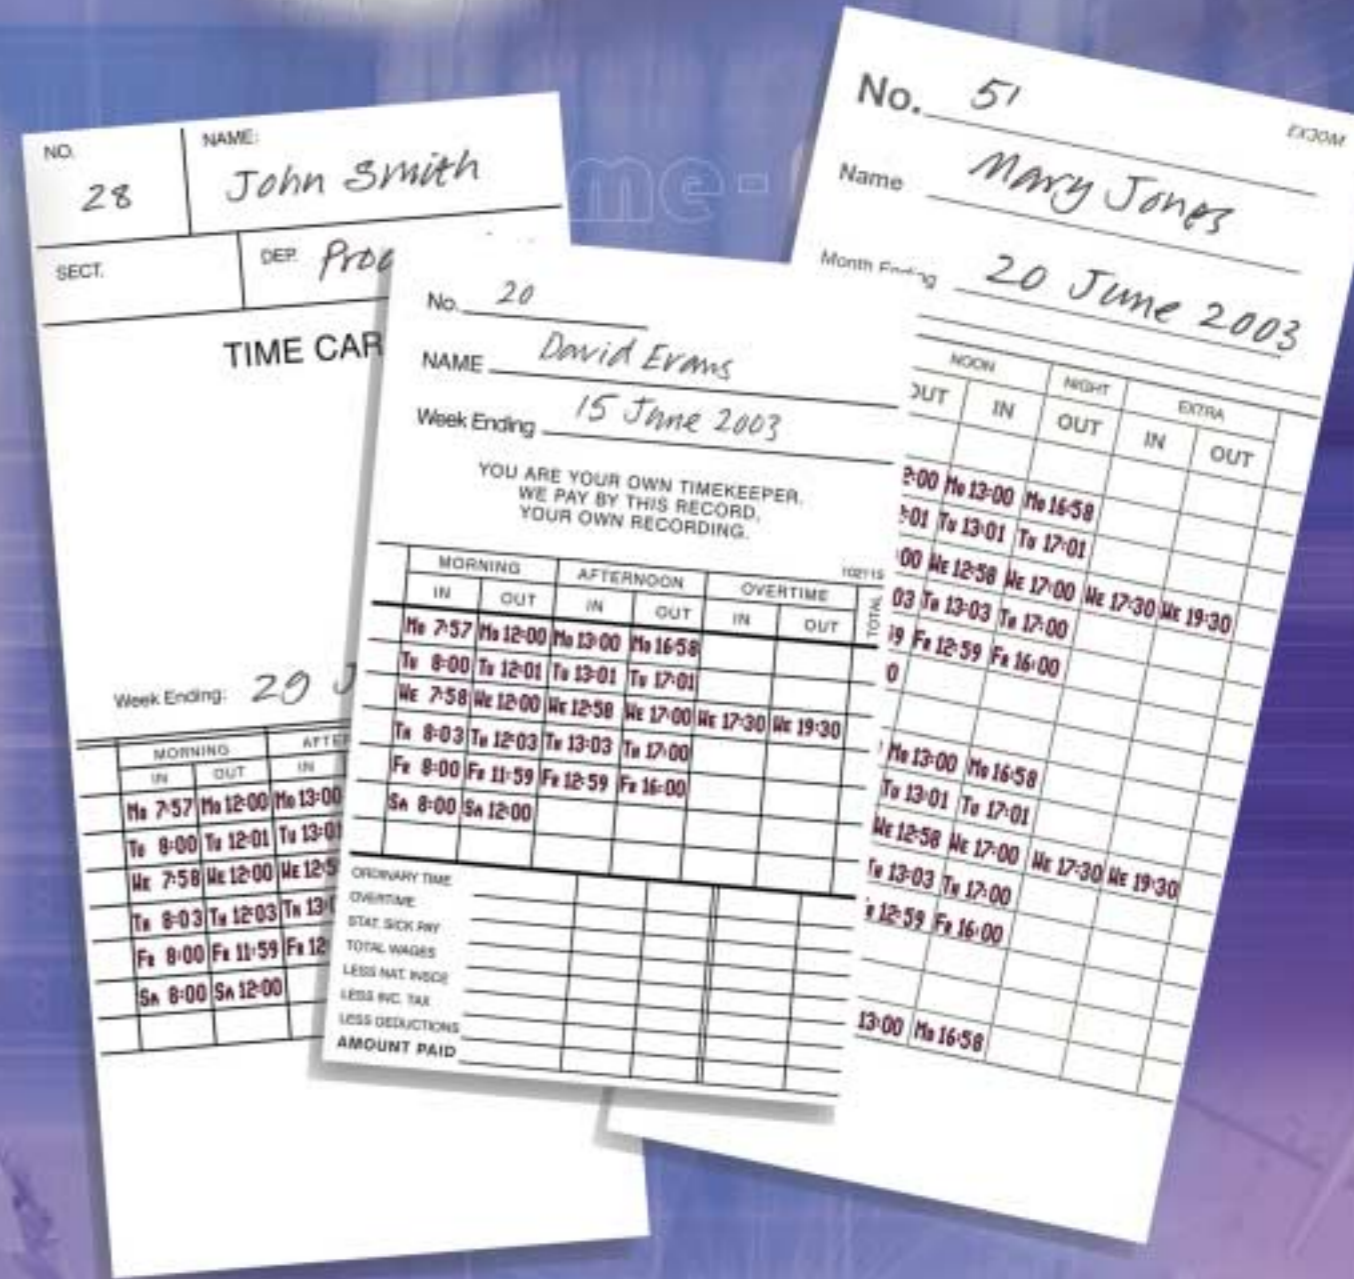 NO. NAME:
28 John Smith
SECT. DEP.
TIME
Week Ending: 29
MORNING
IN OUT IN
Mo 7:57 Mo 12:00 Mo 13:00
Tu 8:00 Tu 12:01 Tu 13:01
We 7:58 We 12:00
Th 8:03 Th 12:03
Fr 8:00 Fr 11:59
Sa 8:00 Sa 12:00
No. 20
NAME David Evans
Week Ending 15 June 2003
YOU ARE YOUR OWN TIMEKEEPER.
WE PAY BY THIS RECORD,
YOUR OWN RECORDING.
102115
MORNING AFTERNOON OVERTIME TOTAL
IN OUT IN OUT IN OUT
Mo 7:57 Mo 12:00 Mo 13:00 Mo 16:58
Tu 8:00 Tu 12:01 Tu 13:01 Tu 17:01
We 7:58 We 12:00 We 12:58 We 17:00 We 17:30 We 19:30
Th 8:03 Th 12:03 Th 13:03 Th 17:00
Fr 8:00 Fr 11:59 Fr 12:59 Fr 16:00
Sa 8:00 Sa 12:00
ORDINARY TIME
OVERTIME
STAT. SICK PAY
TOTAL WAGES
LESS NAT. INSCE
LESS INC. TAX
LESS DEDUCTIONS
AMOUNT PAID
No. 51
Name Mary Jones
Month Ending 20 June 2003
NOON NIGHT EXTRA
OUT IN OUT IN OUT
2:00 Mo 13:00 Mo 16:58
:01 Tu 13:01 Tu 17:01
:00 We 12:58 We 17:00 We 17:30 We 19:30
03 Th 13:03 Th 17:00
59 Fr 12:59 Fr 16:00
0
Mo 13:00 Mo 16:58
Tu 13:01 Tu 17:01
We 12:58 We 17:00 We 17:30 We 19:30
Th 13:03 Th 17:00
12:59 Fr 16:00
13:00 Mo 16:58